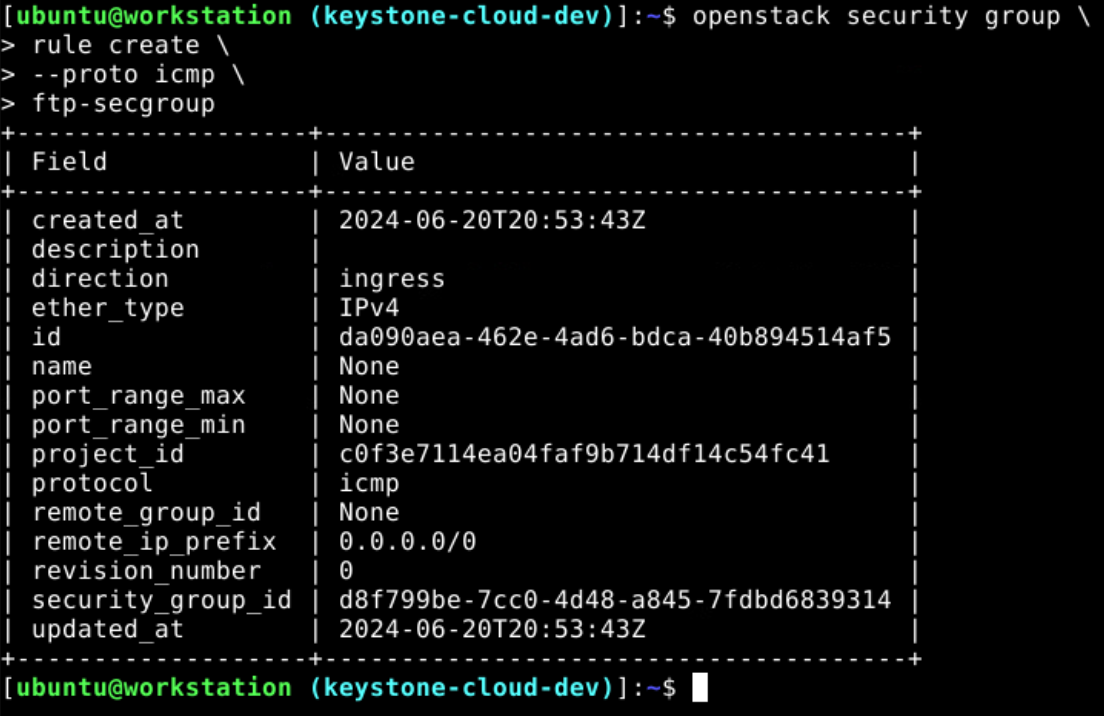 [ubuntu@workstation (keystone-cloud-dev)]:~$ openstack security group \
> rule create \
> --proto icmp \
> ftp-secgroup
+-------------------+--------------------------------------+
| Field             | Value                                |
+-------------------+--------------------------------------+
| created_at        | 2024-06-20T20:53:43Z                 |
| description       |                                      |
| direction         | ingress                              |
| ether_type        | IPv4                                 |
| id                | da090aea-462e-4ad6-bdca-40b894514af5 |
| name              | None                                 |
| port_range_max    | None                                 |
| port_range_min    | None                                 |
| project_id        | c0f3e7114ea04faf9b714df14c54fc41     |
| protocol          | icmp                                 |
| remote_group_id   | None                                 |
| remote_ip_prefix  | 0.0.0.0/0                            |
| revision_number   | 0                                    |
| security_group_id | d8f799be-7cc0-4d48-a845-7fdbd6839314 |
| updated_at        | 2024-06-20T20:53:43Z                 |
+-------------------+--------------------------------------+
[ubuntu@workstation (keystone-cloud-dev)]:~$